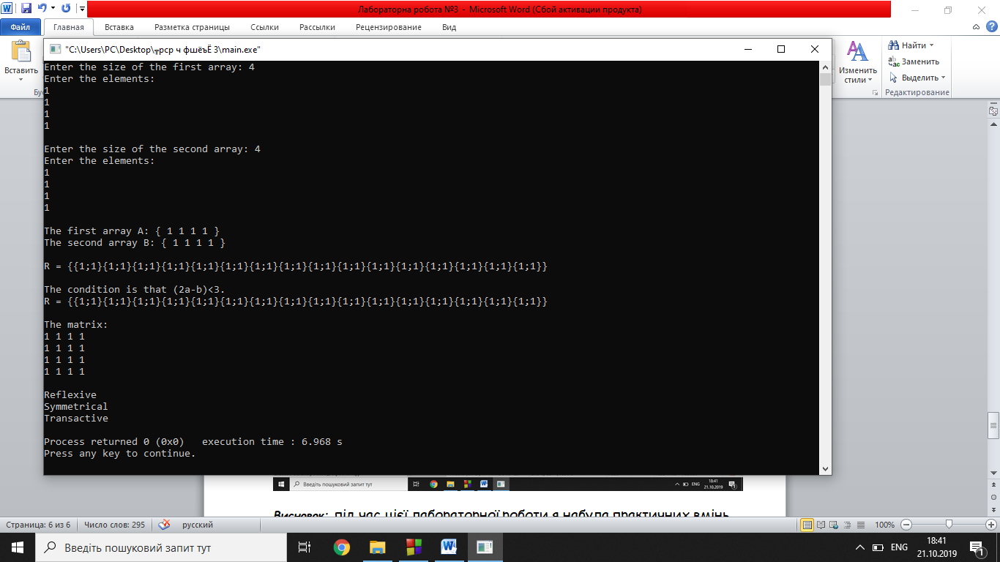 Лабораторна робота №3 - Microsoft Word (Сбой активации продукта)
Файл Главная Вставка Разметка страницы Ссылки Рассылки Рецензирование Вид
"C:\Users\PC\Desktop\┬рср ч фшёъЁ 3\main.exe"
Вставить
Изменить стили
Найти
Заменить
Выделить
Редактирование
Enter the size of the first array: 4
Enter the elements:
1
1
1
1
Enter the size of the second array: 4
Enter the elements:
1
1
1
1
The first array A: { 1 1 1 1 }
The second array B: { 1 1 1 1 }
R = {{1;1}{1;1}{1;1}{1;1}{1;1}{1;1}{1;1}{1;1}{1;1}{1;1}{1;1}{1;1}{1;1}{1;1}{1;1}{1;1}}
The condition is that (2a-b)<3.
R = {{1;1}{1;1}{1;1}{1;1}{1;1}{1;1}{1;1}{1;1}{1;1}{1;1}{1;1}{1;1}{1;1}{1;1}{1;1}{1;1}}
The matrix:
1 1 1 1
1 1 1 1
1 1 1 1
1 1 1 1
Reflexive
Symmetrical
Transactive
Process returned 0 (0x0)   execution time : 6.968 s
Press any key to continue.
Введіть пошуковий запит тут
ENG
18:41
21.10.2019
Висновок: під час цієї лабораторної роботи я набула практичних вмінь
Страница: 6 из 6 Число слов: 295 русский 100%
Введіть пошуковий запит тут
ENG
18:41
21.10.2019
1